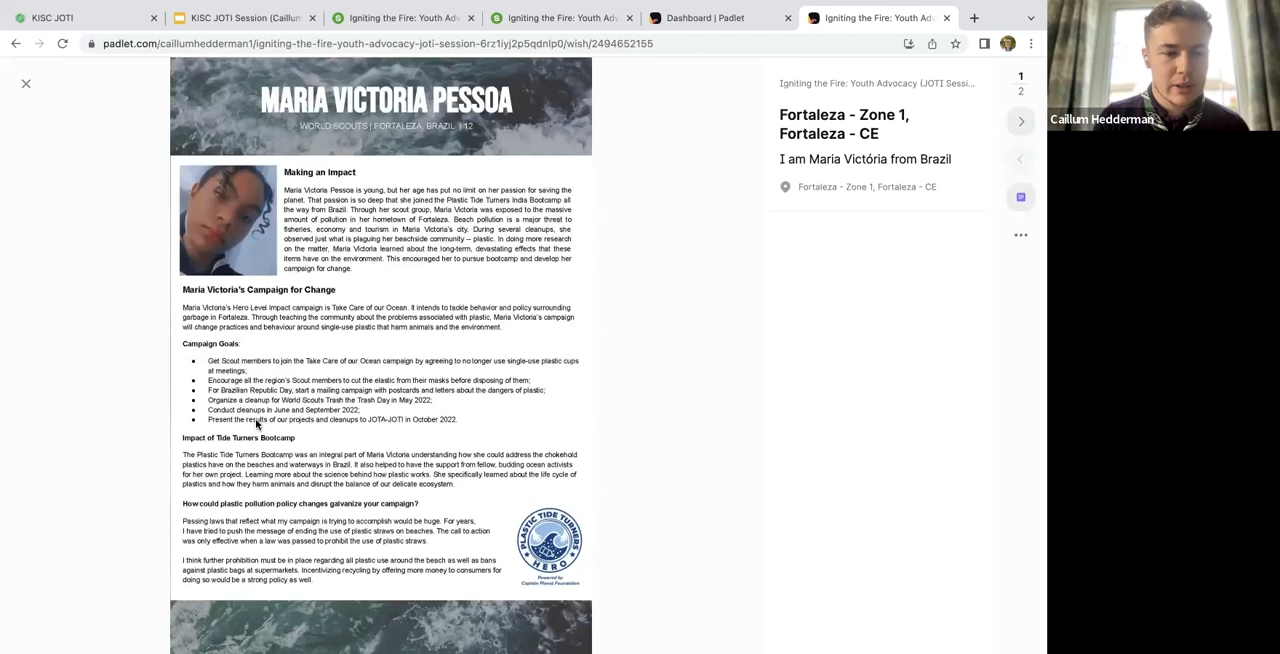 KISC JOTI
KISC JOTI Session (Caillum
Igniting the Fire: Youth Adv
Igniting the Fire: Youth Adv
Dashboard | Padlet
Igniting the Fire: Youth Adv
padlet.com/caillumhedderman1/igniting-the-fire-youth-advocacy-joti-session-6rz1iyj2p5qdnlp0/wish/2494652155
MARIA VICTORIA PESSOA
WORLD SCOUTS | FORTALEZA, BRAZIL | 12
Making an Impact
Maria Victoria Pessoa is young, but her age has put no limit on her passion for saving the
planet. That passion is so deep that she joined the Plastic Tide Turners India Bootcamp all
the way from Brazil. Through her scout group, Maria Victoria was exposed to the massive
amount of pollution in her hometown of Fortaleza. Beach pollution is a major threat to
fisheries, economy and tourism in Maria Victoria's city. During several cleanups, she
observed just what is plaguing her beachside community -- plastic. In doing more research
on the matter, Maria Victoria learned about the long-term, devastating effects that these
items have on the environment. This encouraged her to pursue bootcamp and develop her
campaign for change.
Maria Victoria's Campaign for Change
Maria Victoria's Hero Level Impact campaign is Take Care of our Ocean. It intends to tackle behavior and policy surrounding
garbage in Fortaleza. Through teaching the community about the problems associated with plastic, Maria Victoria's campaign
will change practices and behaviour around single-use plastic that harm animals and the environment.
Campaign Goals:
● Get Scout members to join the Take Care of our Ocean campaign by agreeing to no longer use single-use plastic cups
at meetings;
● Encourage all the region's Scout members to cut the elastic from their masks before disposing of them;
● For Brazilian Republic Day, start a mailing campaign with postcards and letters about the dangers of plastic;
● Organize a cleanup for World Scouts Trash the Trash Day in May 2022;
● Conduct cleanups in June and September 2022;
● Present the results of our projects and cleanups to JOTA-JOTI in October 2022.
Impact of Tide Turners Bootcamp
The Plastic Tide Turners Bootcamp was an integral part of Maria Victoria understanding how she could address the chokehold
plastics have on the beaches and waterways in Brazil. It also helped to have the support from fellow, budding ocean activists
for her own project. Learning more about the science behind how plastic works. She specifically learned about the life cycle of
plastics and how they harm animals and disrupt the balance of our delicate ecosystem.
How could plastic pollution policy changes galvanize your campaign?
Passing laws that reflect what my campaign is trying to accomplish would be huge. For years,
I have tried to push the message of ending the use of plastic straws on beaches. The call to action
was only effective when a law was passed to prohibit the use of plastic straws.
I think further prohibition must be in place regarding all plastic use around the beach as well as bans
against plastic bags at supermarkets. Incentivizing recycling by offering more money to consumers for
doing so would be a strong policy as well.
PLASTIC TIDE TURNERS
HERO
Powered by
Captain Planet Foundation
Igniting the Fire: Youth Advocacy (JOTI Sessi...
Fortaleza - Zone 1,
Fortaleza - CE
I am Maria Victória from Brazil
Fortaleza - Zone 1, Fortaleza - CE
1
2
Caillum Hedderman